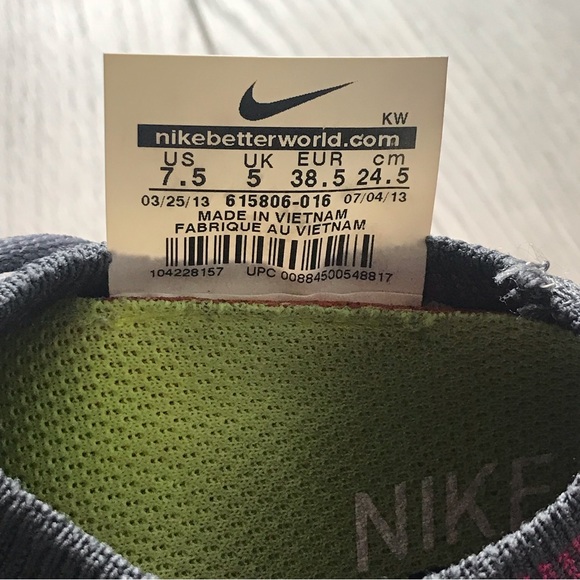 KW
nikebetterworld.com
US UK EUR cm
7.5 5 38.5 24.5
03/25/13 615806-016 07/04/13
MADE IN VIETNAM
FABRIQUE AU VIETNAM
104228157 UPC 00884500548817
NIKE